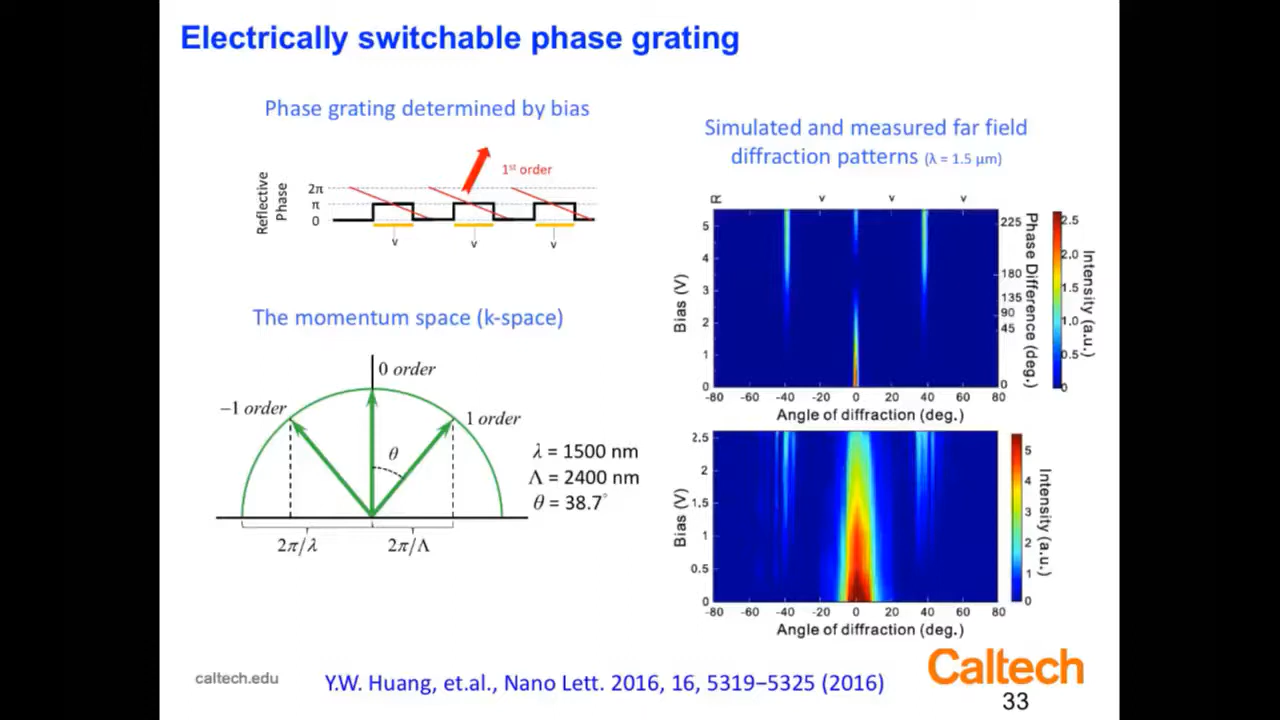 Electrically switchable phase grating
Phase grating determined by bias
Reflective
Phase
2π
π
0
1st order
v
v
v
The momentum space (k-space)
0 order
−1 order
1 order
θ
2π/λ
2π/Λ
λ = 1500 nm
Λ = 2400 nm
θ = 38.7°
Simulated and measured far field
diffraction patterns (λ = 1.5 μm)
R
v
v
v
Bias (V)
5
4
3
2
1
0
-80 -60 -40 -20 0 20 40 60 80
Angle of diffraction (deg.)
225
180
135
90
45
0
Phase Difference (deg.)
2.5
2.0
1.5
1.0
0.5
0
Intensity (a.u.)
Bias (V)
2.5
2
1.5
1
0.5
0
-80 -60 -40 -20 0 20 40 60 80
Angle of diffraction (deg.)
5
4
3
2
1
0
Intensity (a.u.)
caltech.edu
Y.W. Huang, et.al., Nano Lett. 2016, 16, 5319−5325 (2016)
Caltech
33